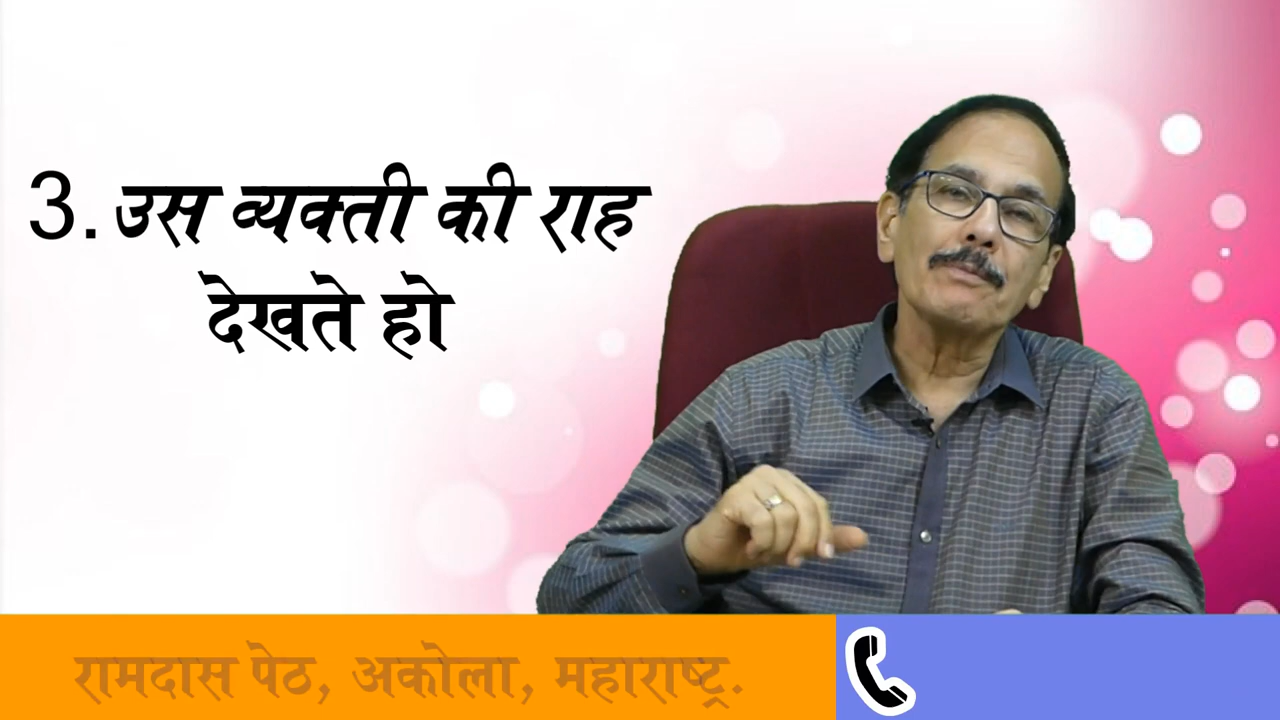 3. उस व्यक्ती की राह
देखते हो
रामदास पेठ, अकोला, महाराष्ट्र.